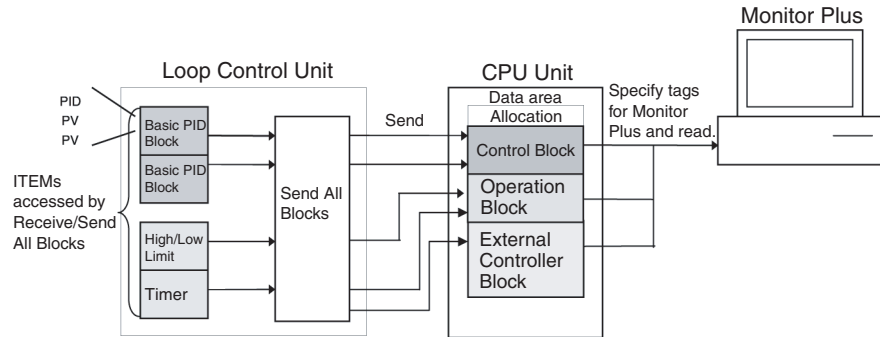 Monitor Plus
Loop Control Unit
CPU Unit
Data area
Allocation
Specify tags
for Monitor
Plus and read.
PID
PV
PV
Basic PID
Block
Basic PID
Block
Send
Control Block
ITEMs
accessed by
Receive/Send
All Blocks
Send All
Blocks
Operation
Block
High/Low
Limit
External
Controller
Block
Timer